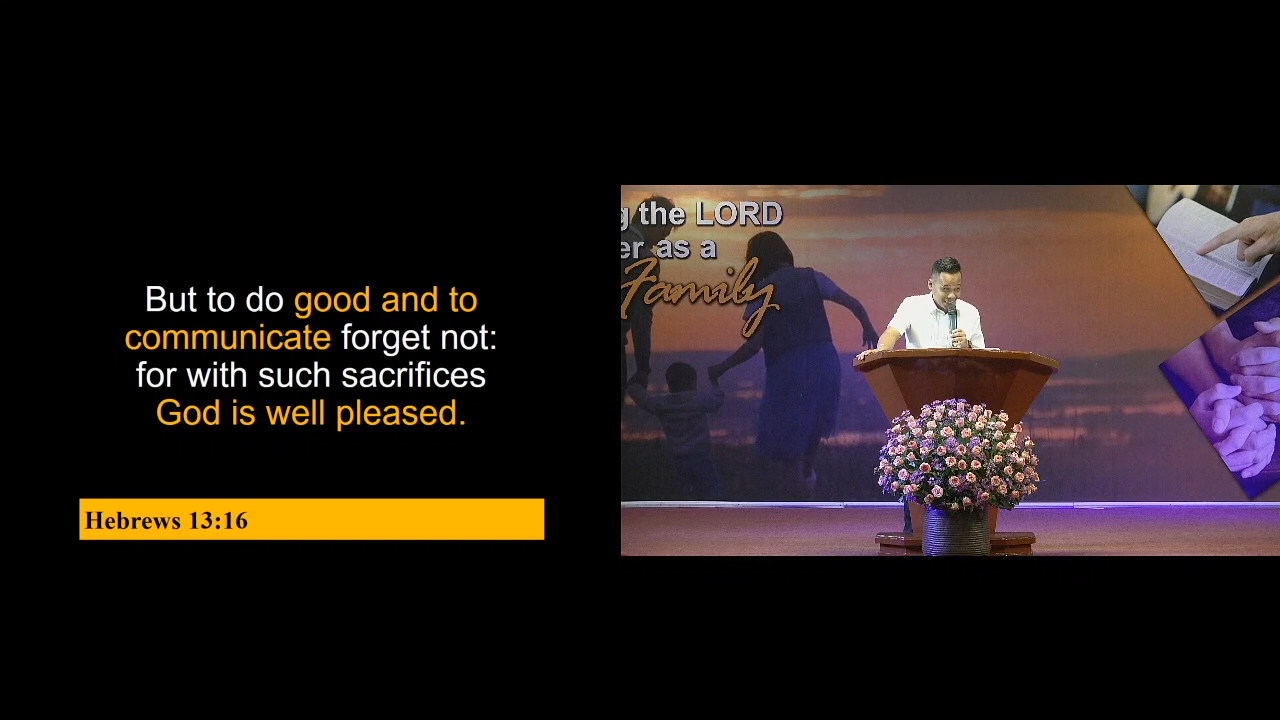 But to do good and to
communicate forget not:
for with such sacrifices
God is well pleased.
Hebrews 13:16
the LORD
as a
Family